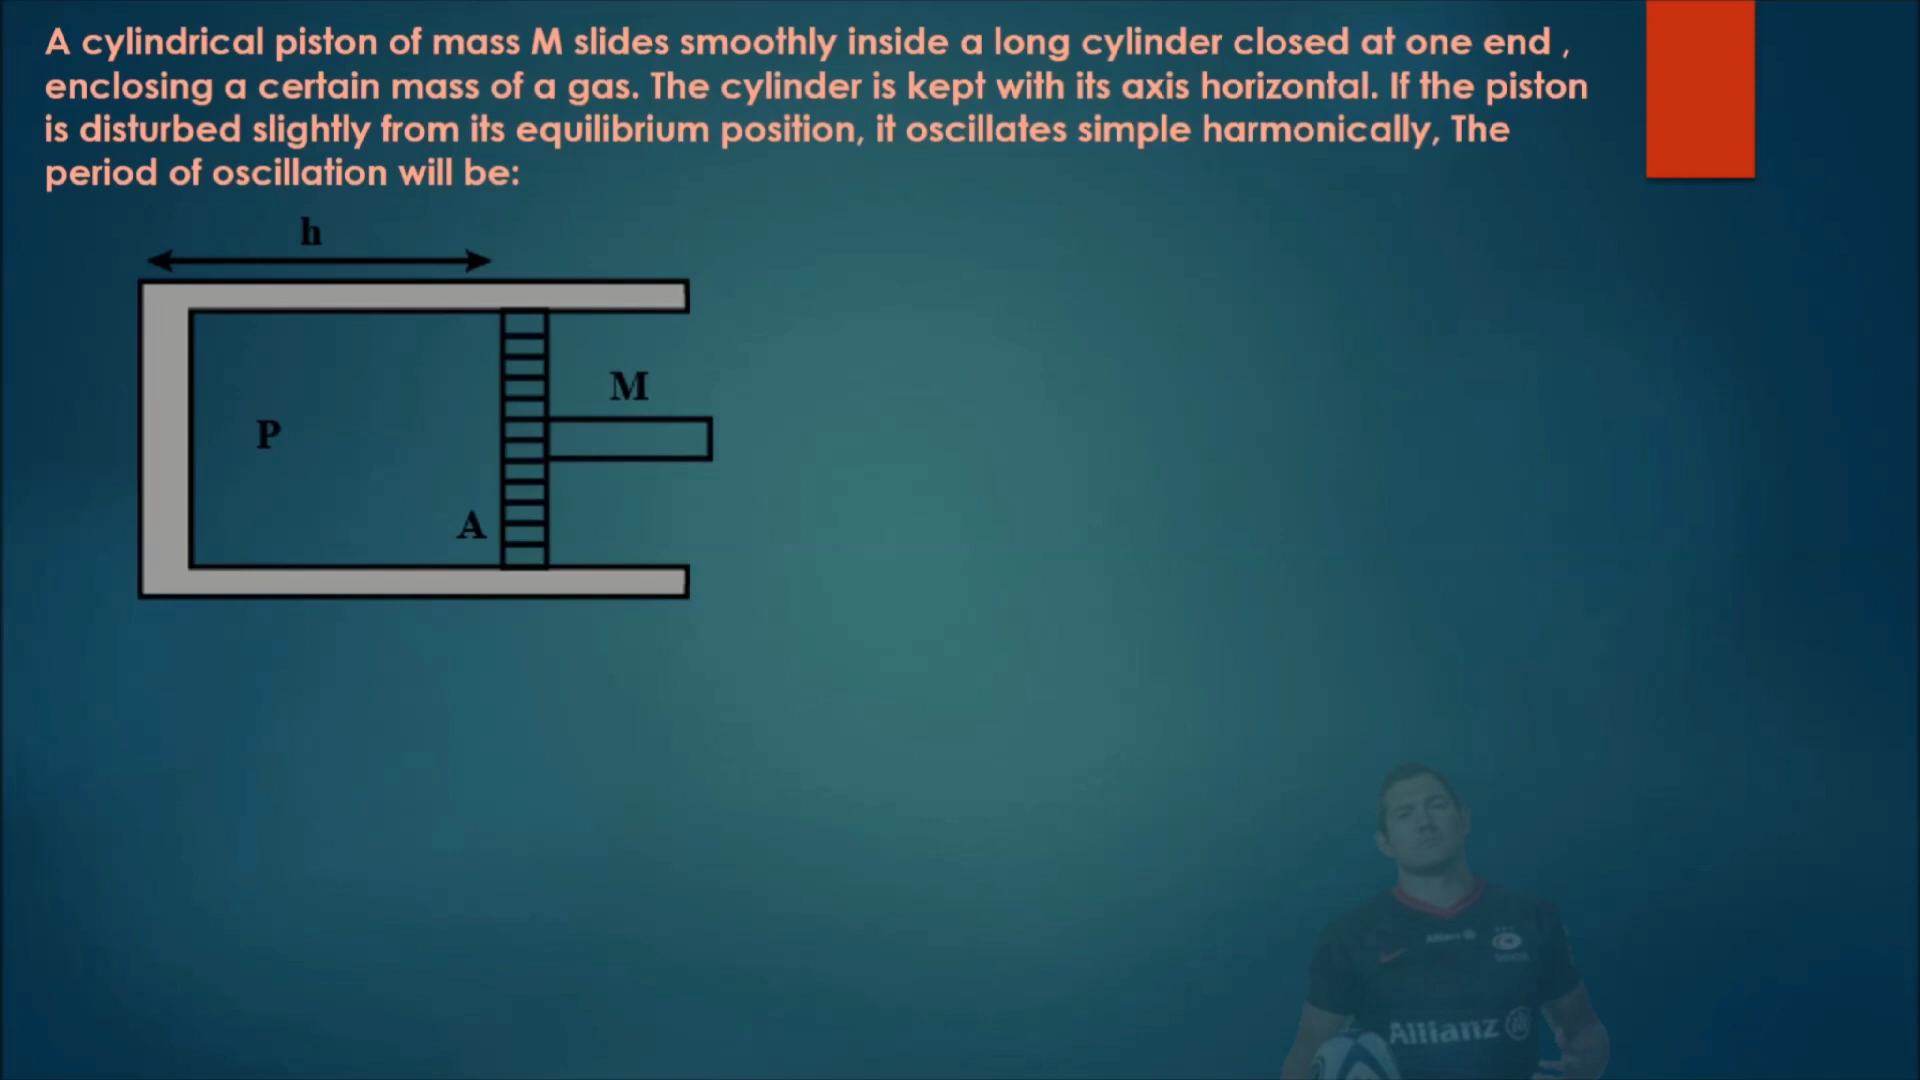 A cylindrical piston of mass M slides smoothly inside a long cylinder closed at one end ,
enclosing a certain mass of a gas. The cylinder is kept with its axis horizontal. If the piston
is disturbed slightly from its equilibrium position, it oscillates simple harmonically, The
period of oscillation will be:
h
M
P
A
Allianz
Allianz